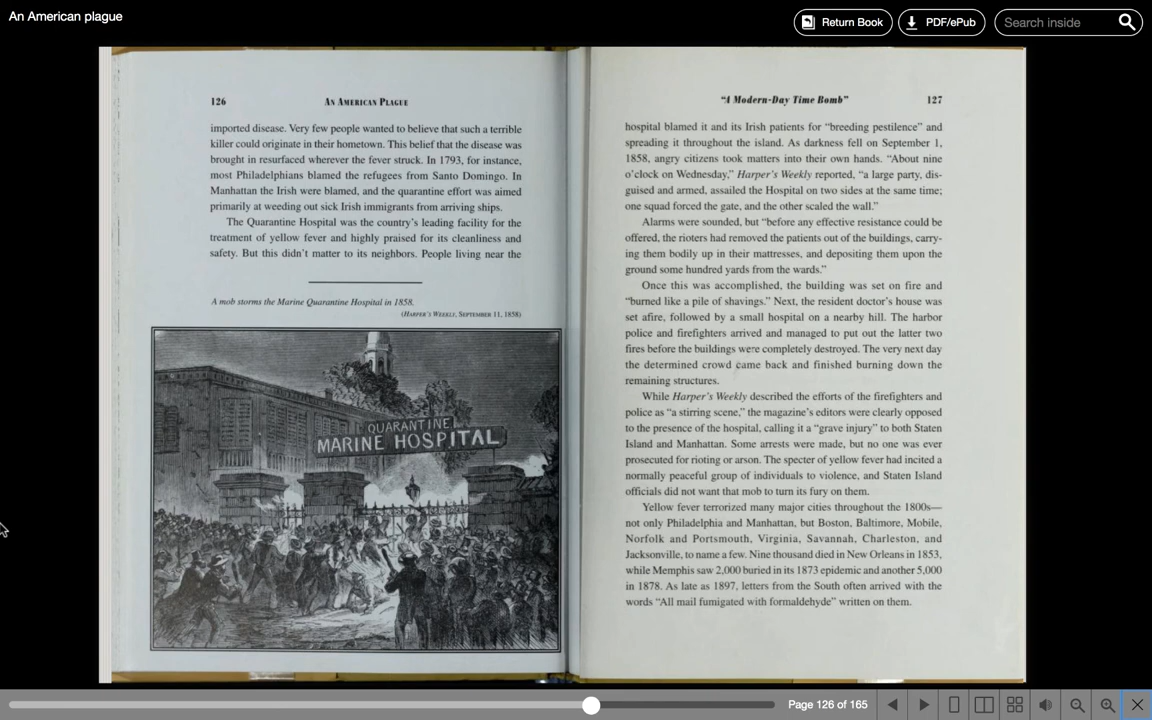 An American plague
Return Book
PDF/ePub
Search inside
126
AN AMERICAN PLAGUE
imported disease. Very few people wanted to believe that such a terrible
killer could originate in their hometown. This belief that the disease was
brought in resurfaced wherever the fever struck. In 1793, for instance,
most Philadelphians blamed the refugees from Santo Domingo. In
Manhattan the Irish were blamed, and the quarantine effort was aimed
primarily at weeding out sick Irish immigrants from arriving ships.
The Quarantine Hospital was the country's leading facility for the
treatment of yellow fever and highly praised for its cleanliness and
safety. But this didn't matter to its neighbors. People living near the
A mob storms the Marine Quarantine Hospital in 1858.
(HARPER'S WEEKLY, SEPTEMBER 11, 1858)
QUARANTINE
MARINE HOSPITAL
"A Modern-Day Time Bomb"
127
hospital blamed it and its Irish patients for "breeding pestilence" and
spreading it throughout the island. As darkness fell on September 1,
1858, angry citizens took matters into their own hands. "About nine
o'clock on Wednesday," Harper's Weekly reported, "a large party, dis-
guised and armed, assailed the Hospital on two sides at the same time;
one squad forced the gate, and the other scaled the wall."
Alarms were sounded, but "before any effective resistance could be
offered, the rioters had removed the patients out of the buildings, carry-
ing them bodily up in their mattresses, and depositing them upon the
ground some hundred yards from the wards."
Once this was accomplished, the building was set on fire and
"burned like a pile of shavings." Next, the resident doctor's house was
set afire, followed by a small hospital on a nearby hill. The harbor
police and firefighters arrived and managed to put out the latter two
fires before the buildings were completely destroyed. The very next day
the determined crowd came back and finished burning down the
remaining structures.
While Harper's Weekly described the efforts of the firefighters and
police as "a stirring scene," the magazine's editors were clearly opposed
to the presence of the hospital, calling it a "grave injury" to both Staten
Island and Manhattan. Some arrests were made, but no one was ever
prosecuted for rioting or arson. The specter of yellow fever had incited a
normally peaceful group of individuals to violence, and Staten Island
officials did not want that mob to turn its fury on them.
Yellow fever terrorized many major cities throughout the 1800s—
not only Philadelphia and Manhattan, but Boston, Baltimore, Mobile,
Norfolk and Portsmouth, Virginia, Savannah, Charleston, and
Jacksonville, to name a few. Nine thousand died in New Orleans in 1853,
while Memphis saw 2,000 buried in its 1873 epidemic and another 5,000
in 1878. As late as 1897, letters from the South often arrived with the
words "All mail fumigated with formaldehyde" written on them.
Page 126 of 165